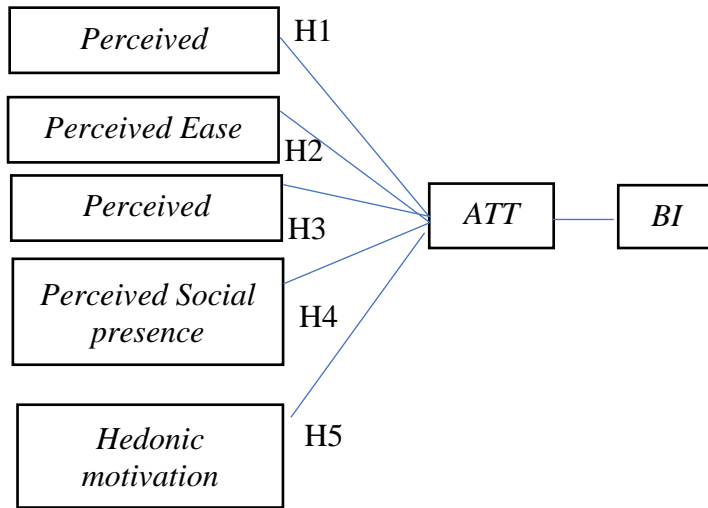 Perceived
H1
Perceived Ease
H2
Perceived
H3
Perceived Social
presence
H4
Hedonic
motivation
H5
ATT
BI